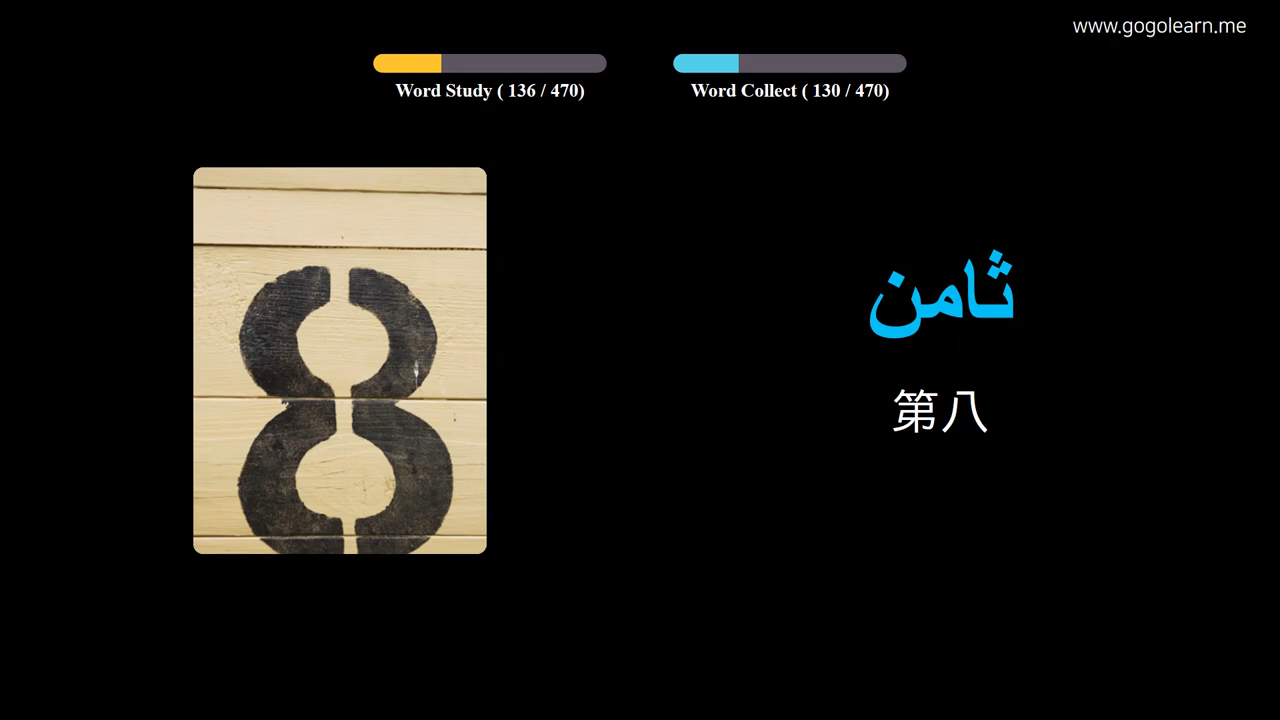 www.gogolearn.me
Word Study ( 136 / 470)
Word Collect ( 130 / 470)
8
ثامن
第八